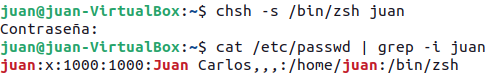 juan@juan-VirtualBox:~$ chsh -s /bin/zsh juan
Contraseña:
juan@juan-VirtualBox:~$ cat /etc/passwd | grep -i juan
juan:x:1000:1000:Juan Carlos,,,:/home/juan:/bin/zsh